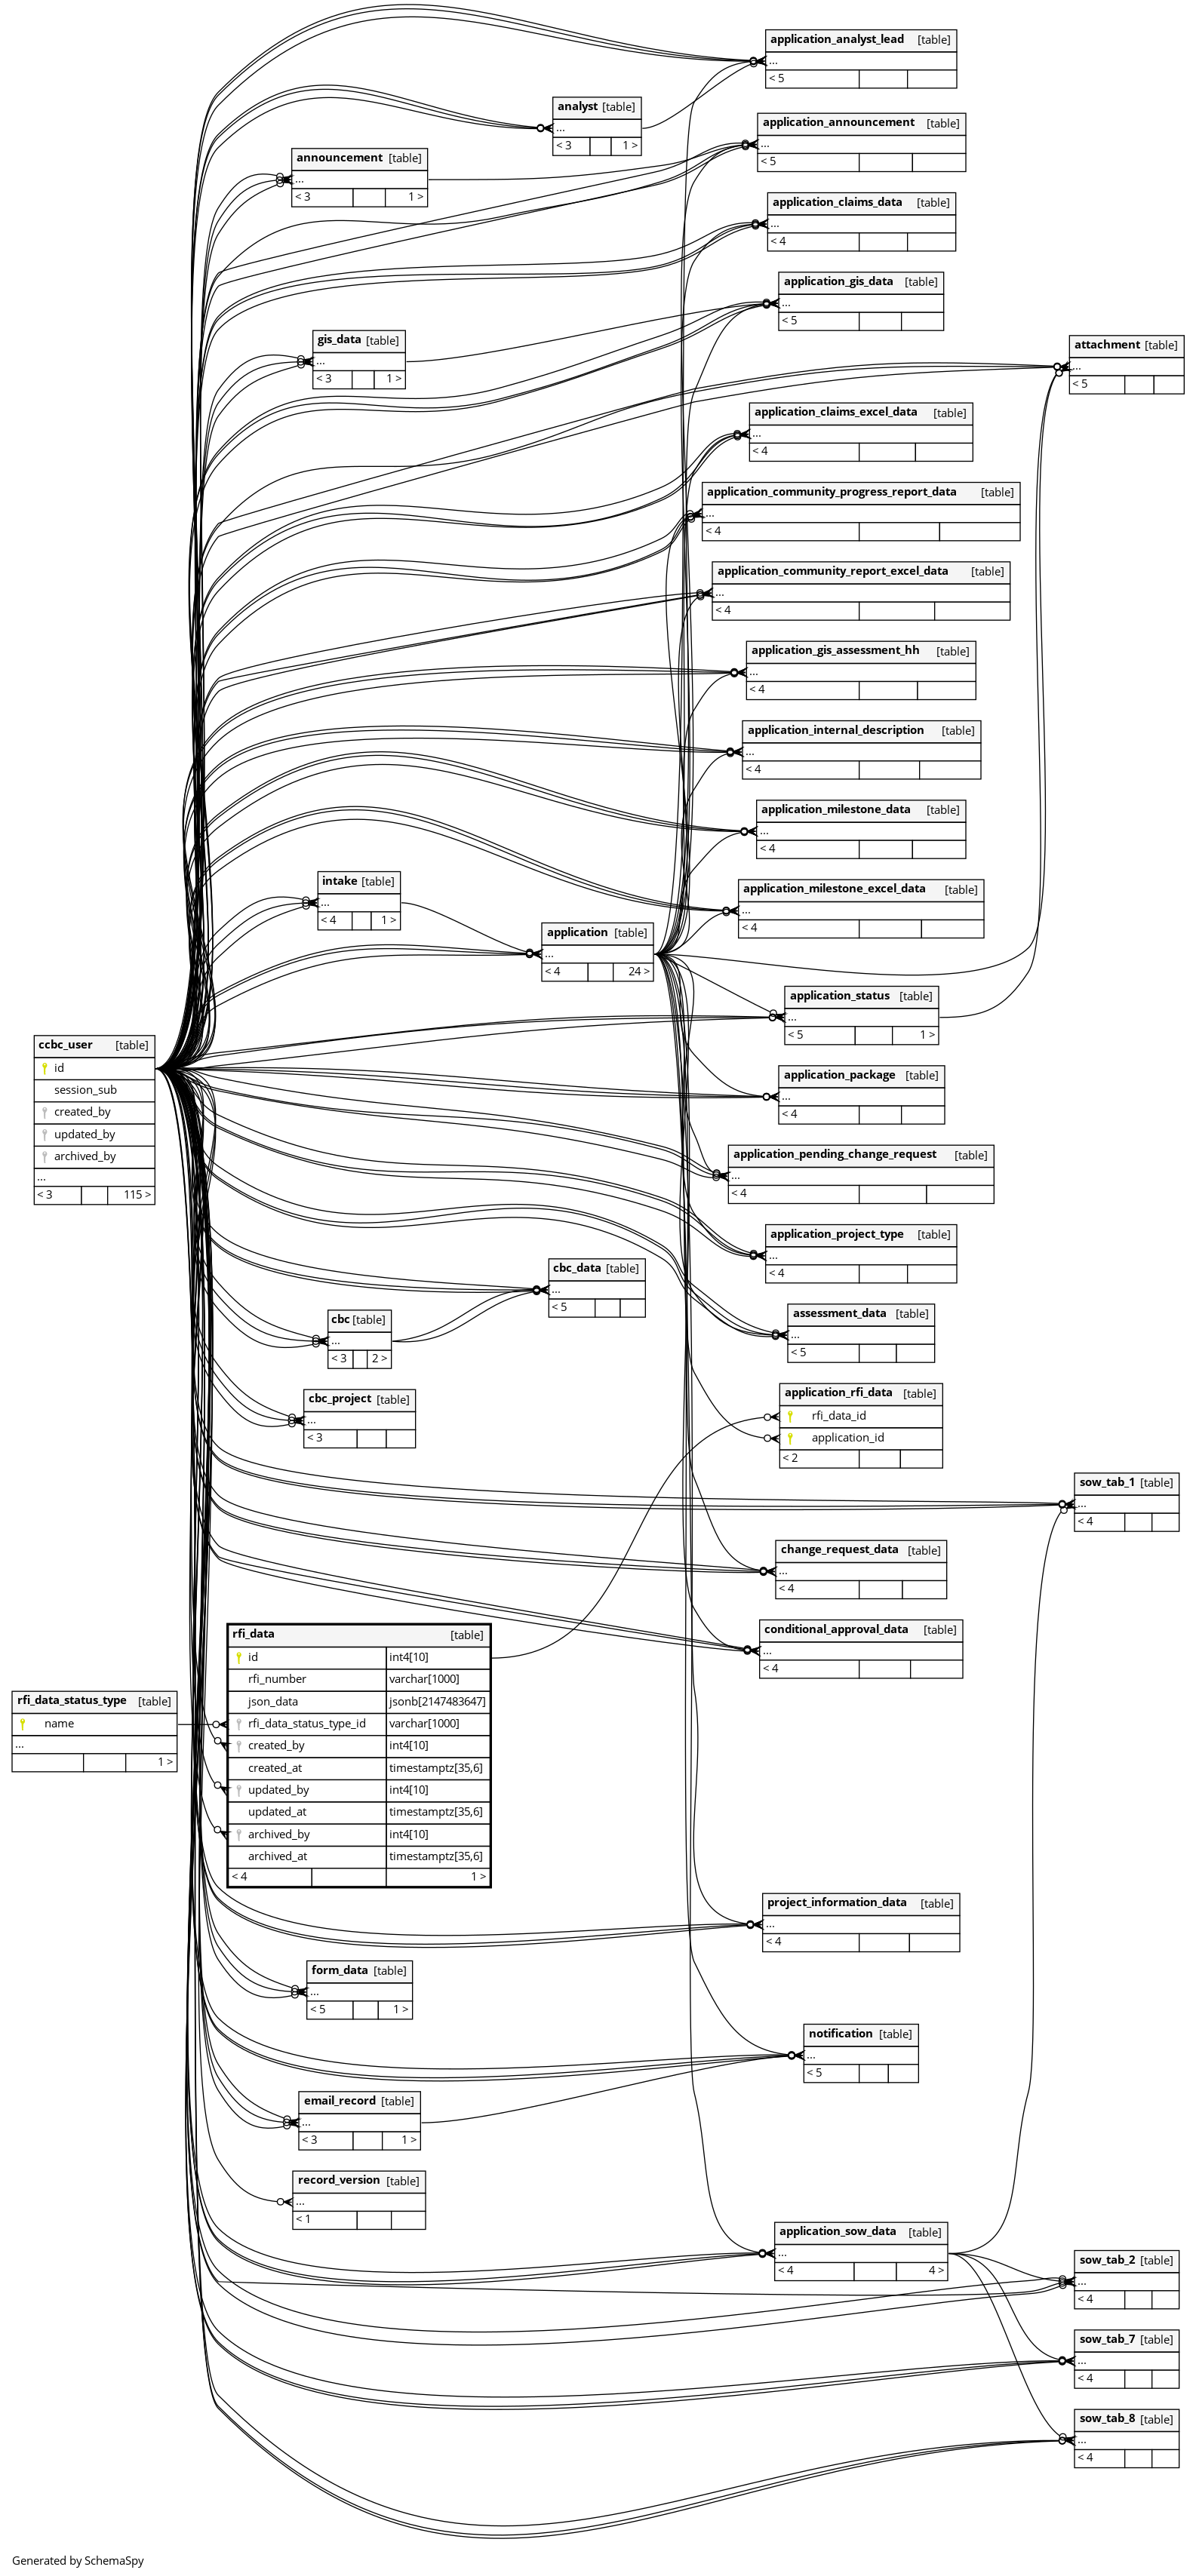 application_analyst_lead [table]
...
< 5
analyst [table]
...
< 3 1 >
application_announcement [table]
...
< 5
announcement [table]
...
< 3 1 >
application_claims_data [table]
...
< 4
application_gis_data [table]
...
< 5
gis_data [table]
...
< 3 1 >
attachment [table]
...
< 5
application_claims_excel_data [table]
...
< 4
application_community_progress_report_data [table]
...
< 4
application_community_report_excel_data [table]
...
< 4
application_gis_assessment_hh [table]
...
< 4
application_internal_description [table]
...
< 4
application_milestone_data [table]
...
< 4
intake [table]
...
< 4 1 >
application_milestone_excel_data [table]
...
< 4
application [table]
...
< 4 24 >
application_status [table]
...
< 5 1 >
ccbc_user [table]
id
session_sub
created_by
updated_by
archived_by
...
< 3 115 >
application_package [table]
...
< 4
application_pending_change_request [table]
...
< 4
application_project_type [table]
...
< 4
cbc_data [table]
...
< 5
cbc [table]
...
< 3 2 >
assessment_data [table]
...
< 5
cbc_project [table]
...
< 3
application_rfi_data [table]
rfi_data_id
application_id
< 2
sow_tab_1 [table]
...
< 4
change_request_data [table]
...
< 4
conditional_approval_data [table]
...
< 4
rfi_data [table]
id int4[10]
rfi_number varchar[1000]
json_data jsonb[2147483647]
rfi_data_status_type_id varchar[1000]
created_by int4[10]
created_at timestamptz[35,6]
updated_by int4[10]
updated_at timestamptz[35,6]
archived_by int4[10]
archived_at timestamptz[35,6]
< 4 1 >
rfi_data_status_type [table]
name
...
1 >
project_information_data [table]
...
< 4
form_data [table]
...
< 5 1 >
notification [table]
...
< 5
email_record [table]
...
< 3 1 >
record_version [table]
...
< 1
application_sow_data [table]
...
< 4 4 >
sow_tab_2 [table]
...
< 4
sow_tab_7 [table]
...
< 4
sow_tab_8 [table]
...
< 4
Generated by SchemaSpy